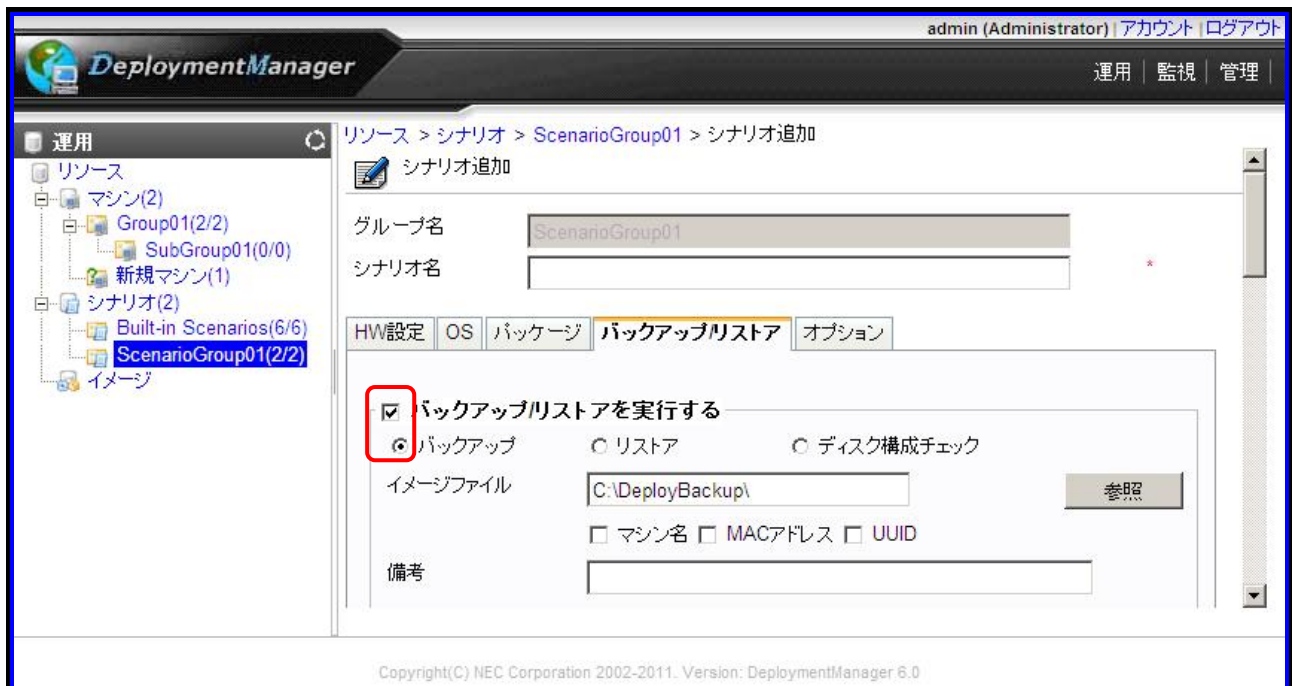 admin (Administrator) | アカウント | ログアウト
DeploymentManager
運用 | 監視 | 管理 |
運用
リソース
マシン(2)
Group01(2/2)
SubGroup01(0/0)
新規マシン(1)
シナリオ(2)
Built-in Scenarios(6/6)
ScenarioGroup01(2/2)
イメージ
リソース > シナリオ > ScenarioGroup01 > シナリオ追加
シナリオ追加
グループ名 ScenarioGroup01
シナリオ名 *
HW設定 OS パッケージ バックアップ/リストア オプション
バックアップ/リストアを実行する
バックアップ リストア ディスク構成チェック
イメージファイル C:\DeployBackup\ 参照
マシン名 MACアドレス UUID
備考
Copyright(C) NEC Corporation 2002-2011. Version: DeploymentManager 6.0